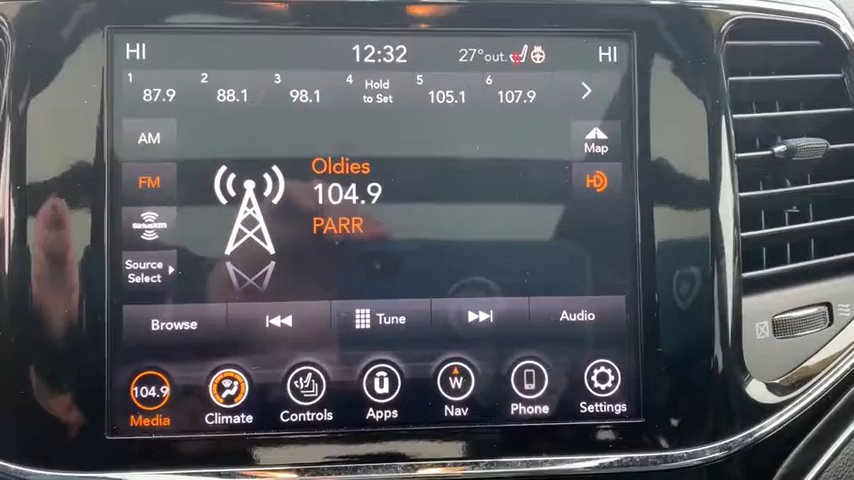 HI 12:32 27°out. HI
1 87.9 2 88.1 3 98.1 4 Hold to Set 5 105.1 6 107.9
AM
Map
FM
HD
Oldies
104.9
PARR
SiriusXM
Source
Select
Browse
Tune
Audio
104.9
W
Media
Climate
Controls
Apps
Nav
Phone
Settings